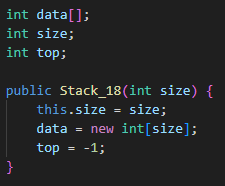 int data[];
int size;
int top;
public Stack_18(int size) {
this.size = size;
data = new int[size];
top = -1;
}